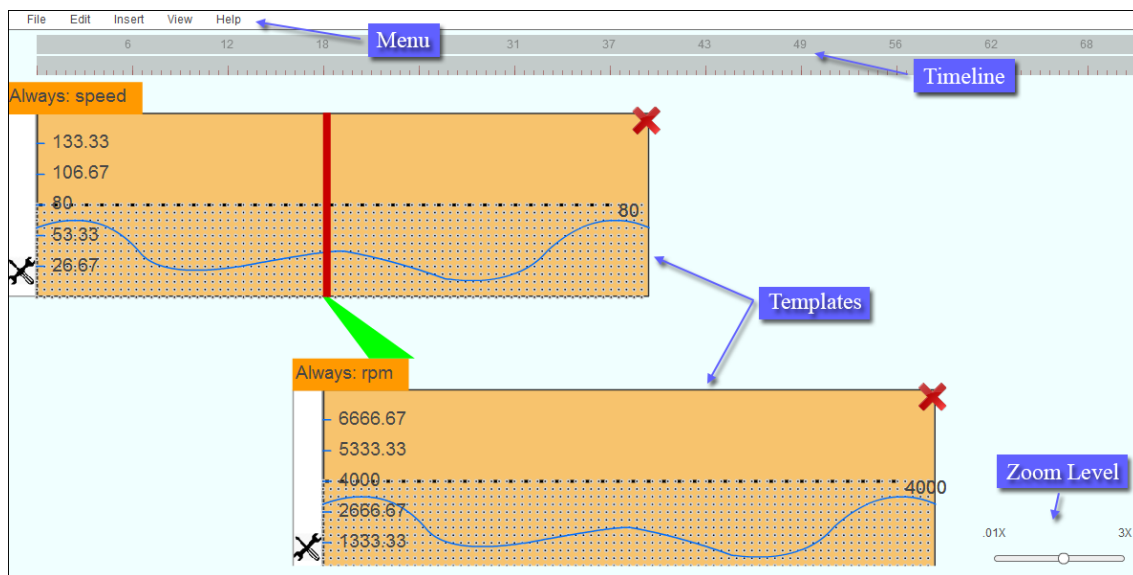 File Edit Insert View Help
Menu
6 12 18 31 37 43 49 56 62 68
Timeline
Always: speed
133.33
106.67
80
80
53.33
26.67
Templates
Always: rpm
6666.67
5333.33
4000
4000
2666.67
1333.33
Zoom Level
.01X 3X